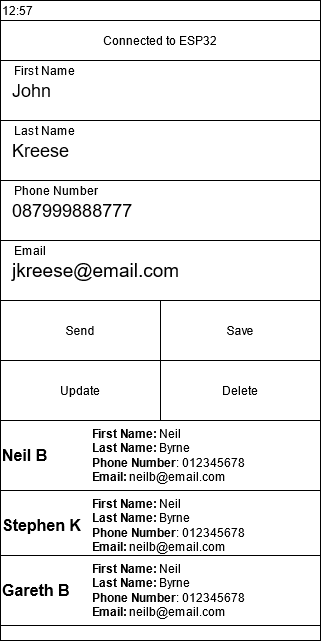 12:57
Connected to ESP32
First Name
John
Last Name
Kreese
Phone Number
087999888777
Email
jkreese@email.com
Send Save
Update Delete
Neil B
First Name: Neil
Last Name: Byrne
Phone Number: 012345678
Email: neilb@email.com
Stephen K
First Name: Neil
Last Name: Byrne
Phone Number: 012345678
Email: neilb@email.com
Gareth B
First Name: Neil
Last Name: Byrne
Phone Number: 012345678
Email: neilb@email.com